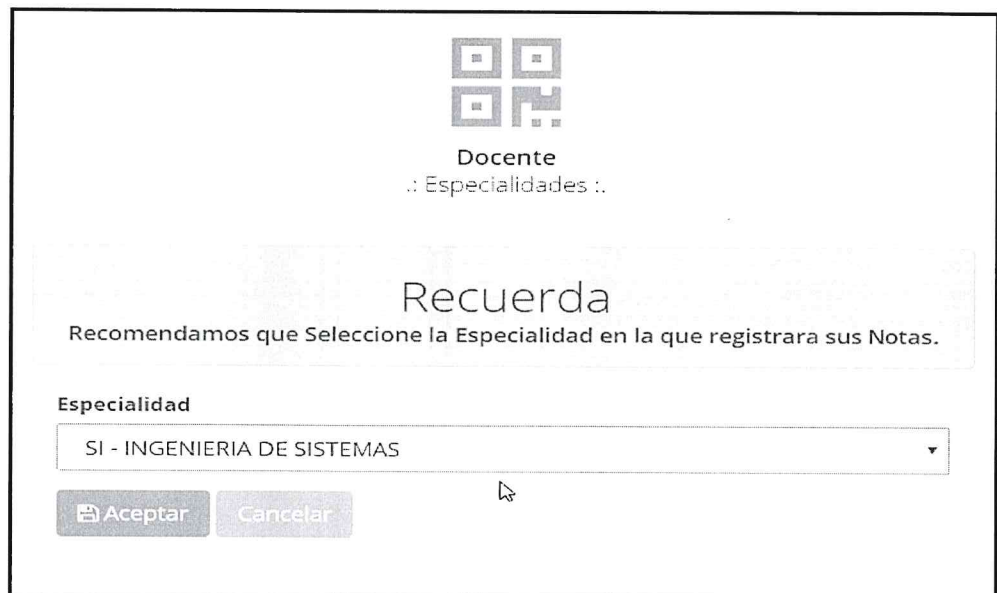 Docente
.: Especialidades :.
Recuerda
Recomendamos que Seleccione la Especialidad en la que registrara sus Notas.
Especialidad
SI - INGENIERIA DE SISTEMAS
Aceptar Cancelar